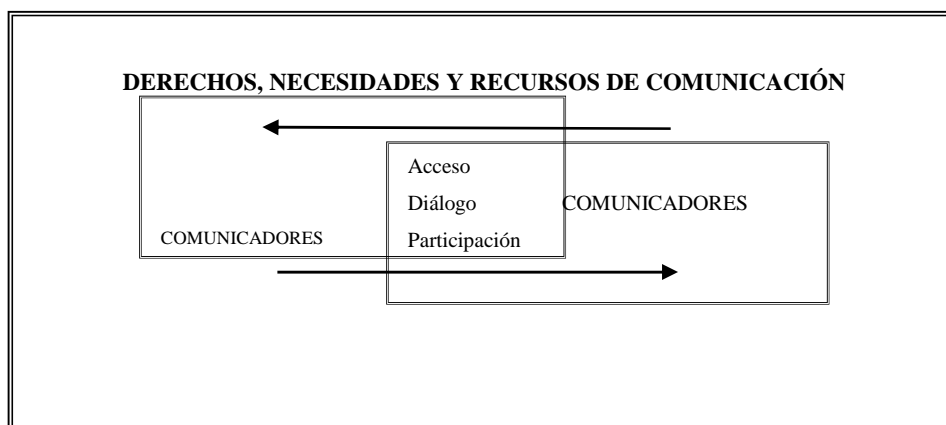 DERECHOS, NECESIDADES Y RECURSOS DE COMUNICACIÓN
Acceso
Diálogo COMUNICADORES
COMUNICADORES Participación